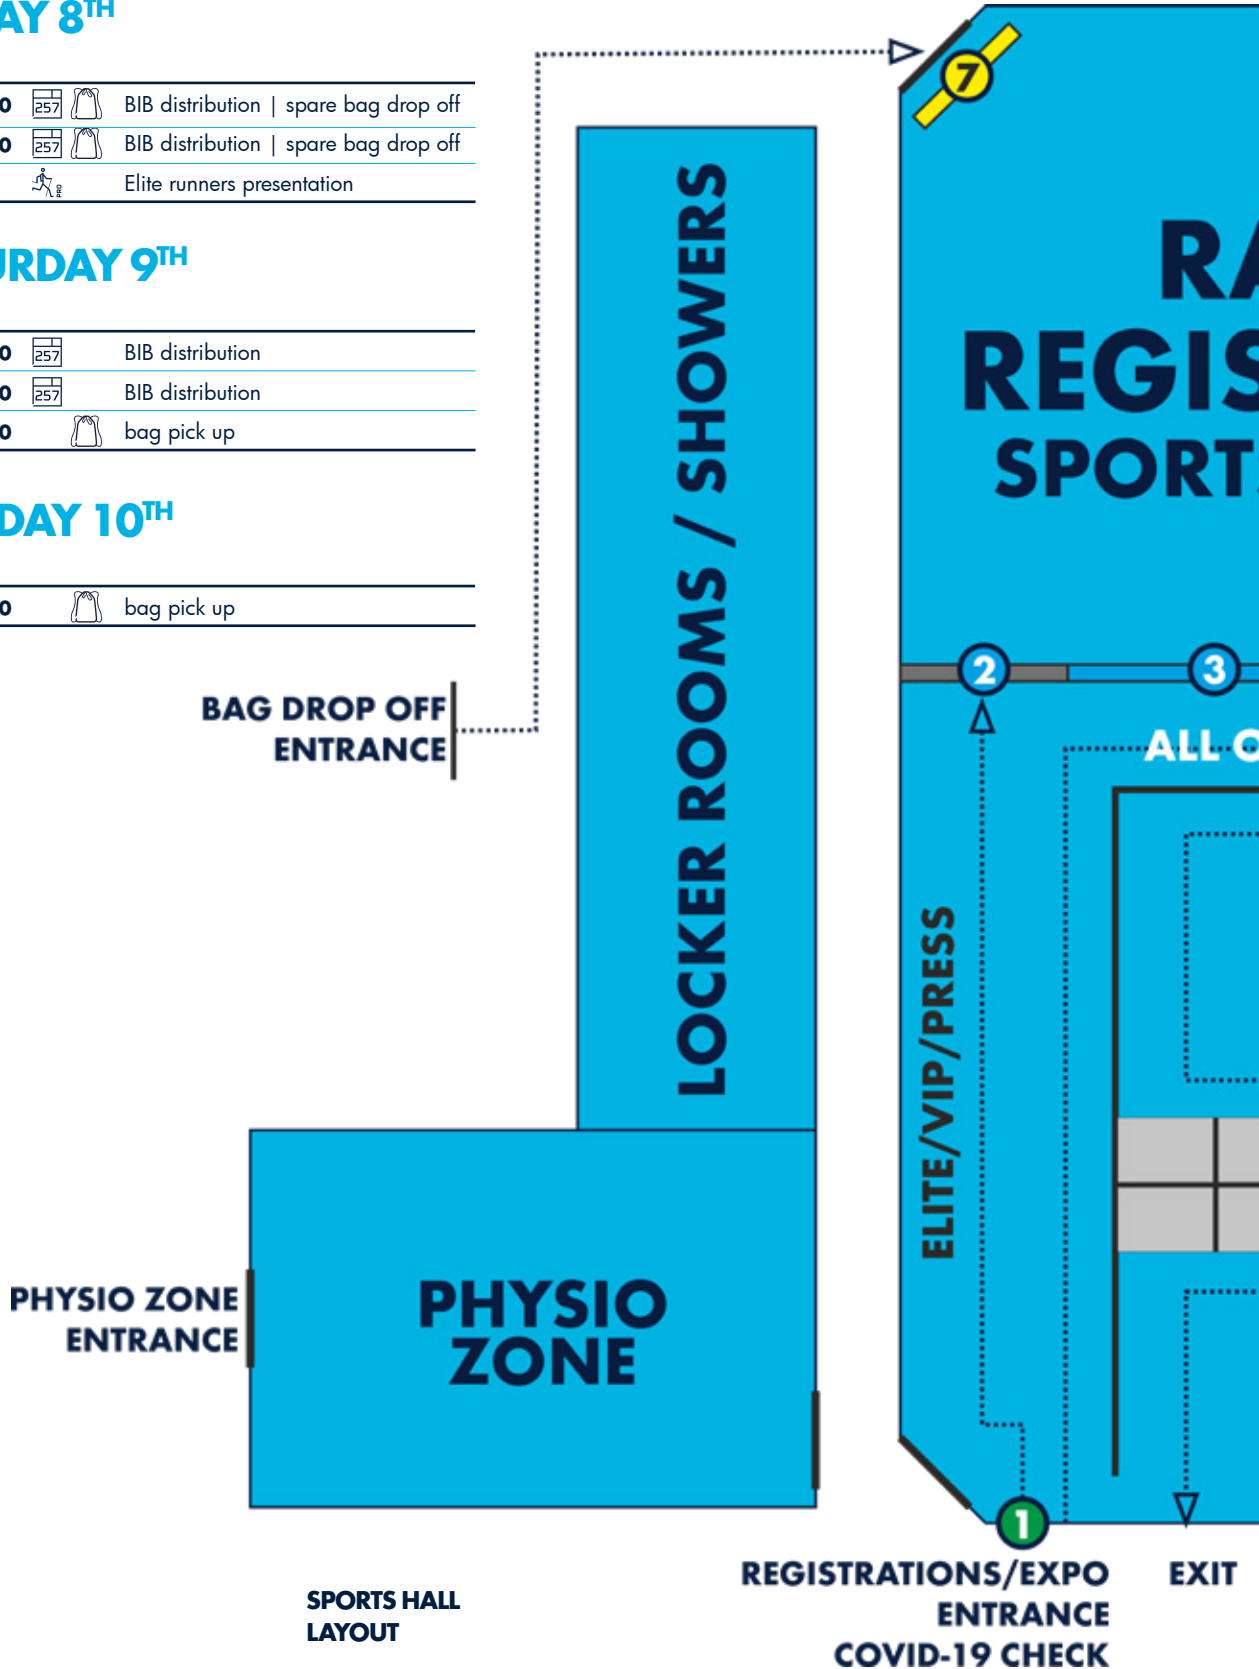 AY 8TH
0 257 BIB distribution | spare bag drop off
0 257 BIB distribution | spare bag drop off
PRO Elite runners presentation
URDAY 9TH
0 257 BIB distribution
0 257 BIB distribution
0 bag pick up
DAY 10TH
0 bag pick up
BAG DROP OFF
ENTRANCE
LOCKER ROOMS / SHOWERS
PHYSIO ZONE
ENTRANCE
PHYSIO
ZONE
SPORTS HALL
LAYOUT
7
RA
REGIS
SPORT
2
3
ALL O
ELITE/VIP/PRESS
1
REGISTRATIONS/EXPO
ENTRANCE
COVID-19 CHECK
EXIT